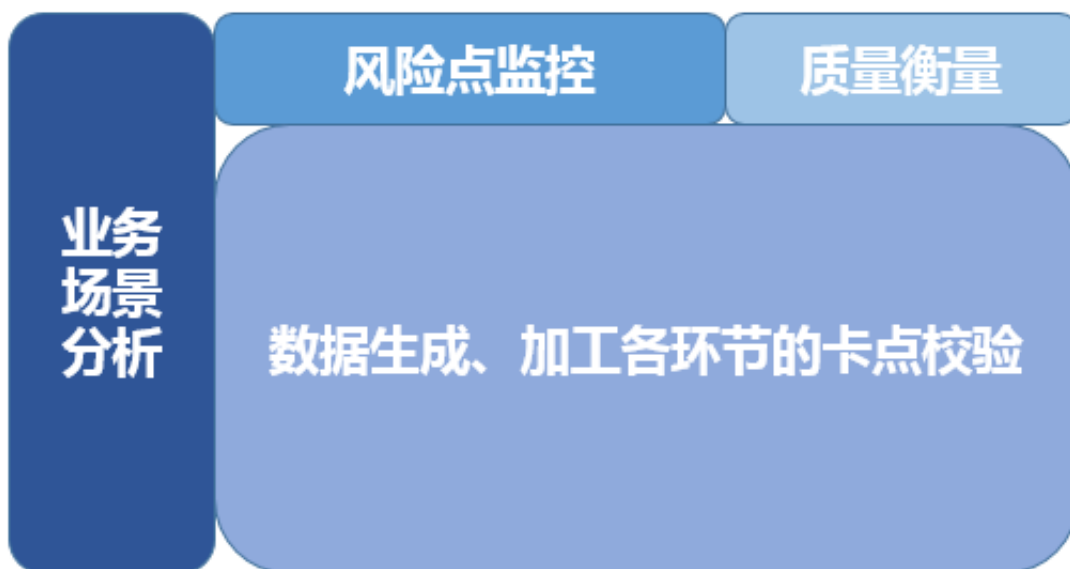 风险点监控
质量衡量
业务
场景
分析
数据生成、加工各环节的卡点校验